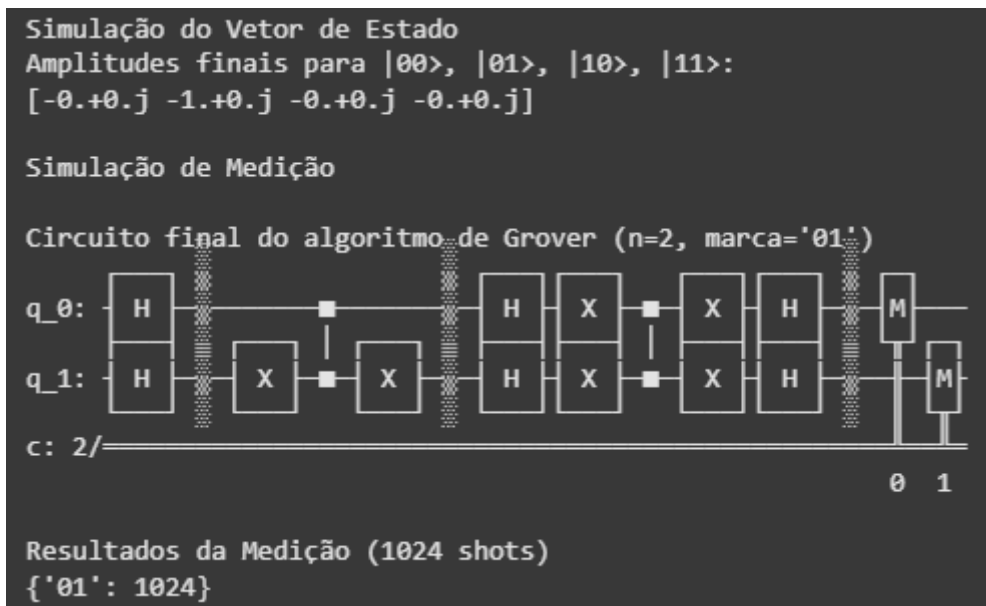 Simulação do Vetor de Estado
Amplitudes finais para |00>, |01>, |10>, |11>:
[-0.+0.j -1.+0.j -0.+0.j -0.+0.j]
Simulação de Medição
Circuito final do algoritmo de Grover (n=2, marca='01')
q_0: H H X X H M
q_1: H X X H X X H M
c: 2/
0 1
Resultados da Medição (1024 shots)
{'01': 1024}